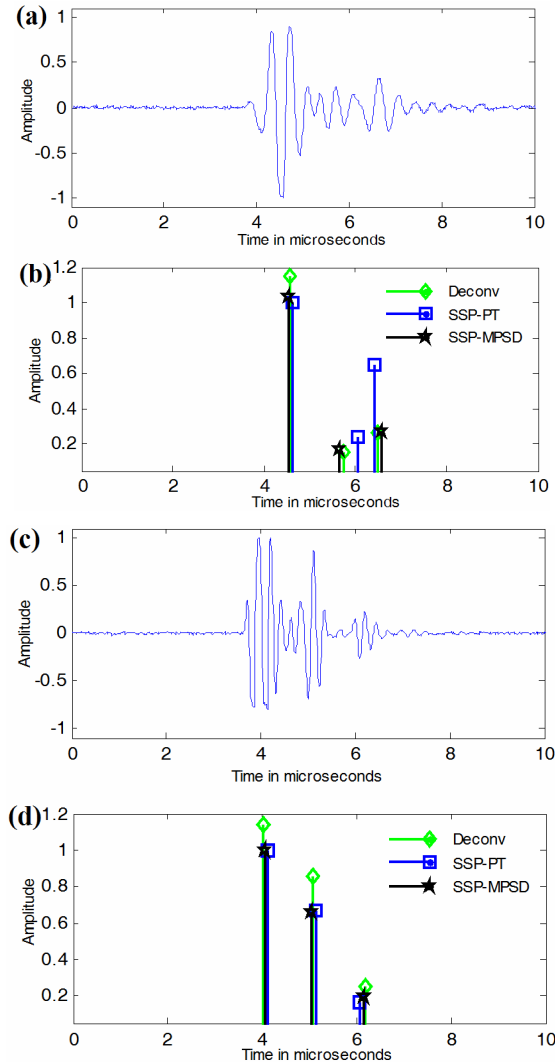 (a)
1
0.5
0
-0.5
-1
Amplitude
0 2 4 6 8 10
Time in microseconds
(b)
1.2
1
0.8
0.6
0.4
0.2
Amplitude
Deconv
SSP-PT
SSP-MPSD
0 2 4 6 8 10
Time in microseconds
(c)
1
0.5
0
-0.5
-1
Amplitude
0 2 4 6 8 10
Time in microseconds
(d)
1.2
1
0.8
0.6
0.4
0.2
Amplitude
Deconv
SSP-PT
SSP-MPSD
0 2 4 6 8 10
Time in microseconds